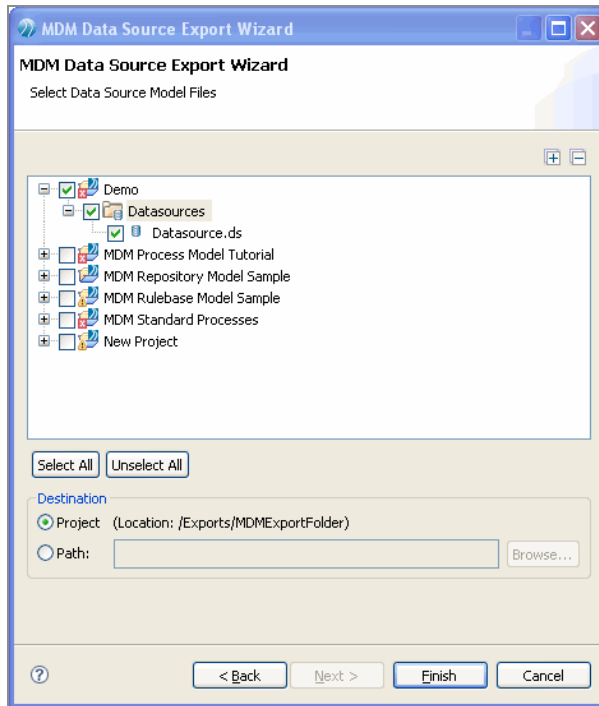 MDM Data Source Export Wizard
MDM Data Source Export Wizard
Select Data Source Model Files
Demo
Datasources
Datasource.ds
MDM Process Model Tutorial
MDM Repository Model Sample
MDM Rulebase Model Sample
MDM Standard Processes
New Project
Select All Unselect All
Destination
Project (Location: /Exports/MDMExportFolder)
Path: Browse...
< Back Next > Finish Cancel